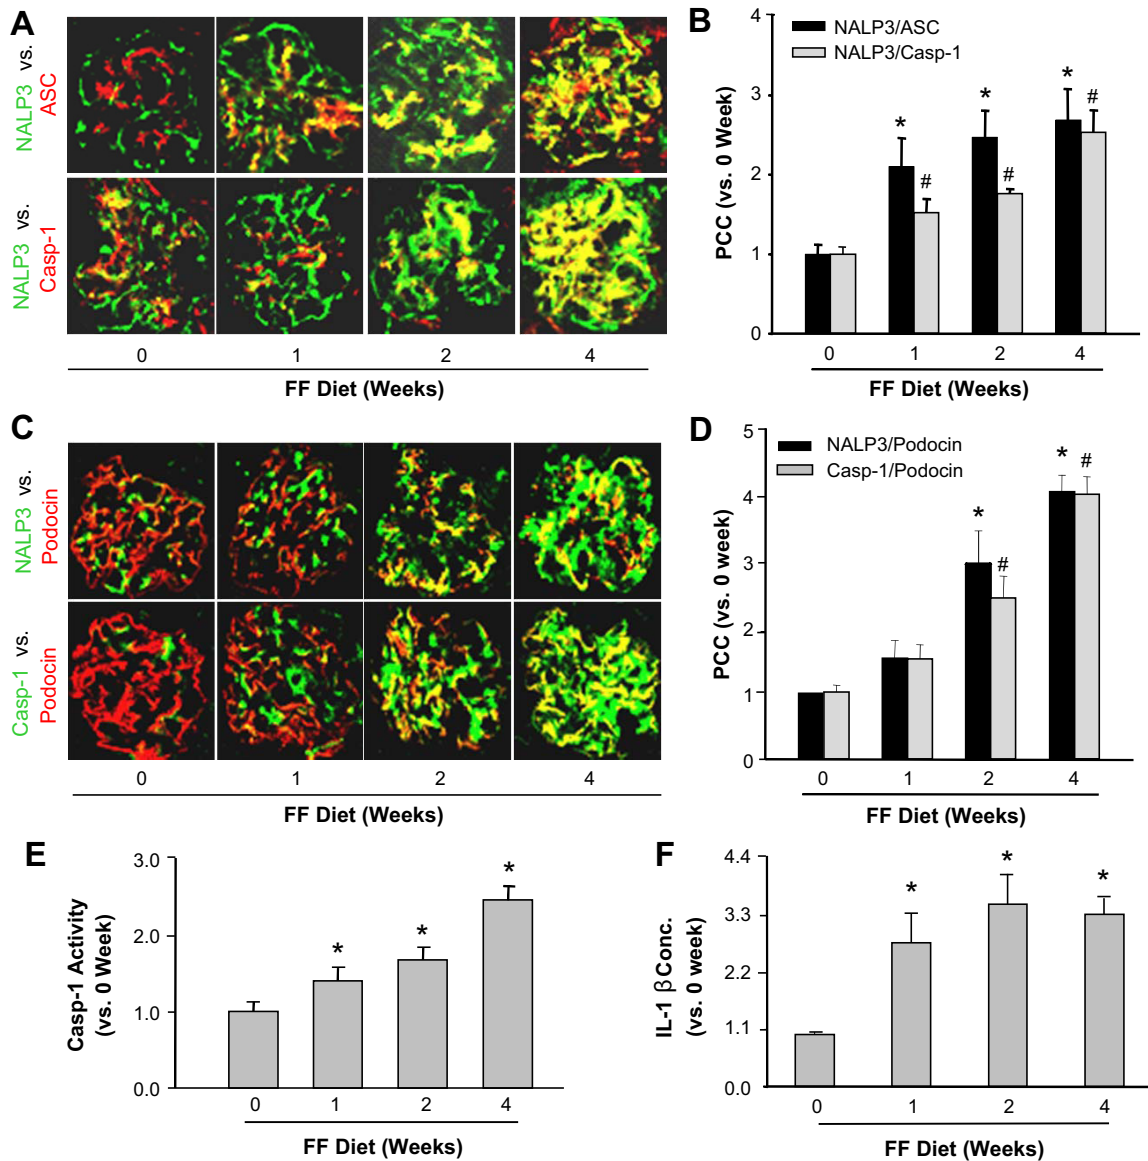 A
NALP3 vs.
ASC
NALP3 vs.
Casp-1
0 1 2 4
FF Diet (Weeks)
B
4
3
2
1
0
PCC (vs. 0 Week)
NALP3/ASC
NALP3/Casp-1
* # * # * #
0 1 2 4
FF Diet (Weeks)
C
NALP3 vs.
Podocin
Casp-1 vs.
Podocin
0 1 2 4
FF Diet (Weeks)
D
5
4
3
2
1
0
PCC (vs. 0 week)
NALP3/Podocin
Casp-1/Podocin
* # * #
0 1 2 4
FF Diet (Weeks)
E
3.0
2.0
1.0
0.0
Casp-1 Activity
(vs. 0 Week)
* * *
0 1 2 4
FF Diet (Weeks)
F
4.4
3.3
2.2
1.1
0.0
IL-1 βConc.
(vs. 0 week)
* * *
0 1 2 4
FF Diet (Weeks)